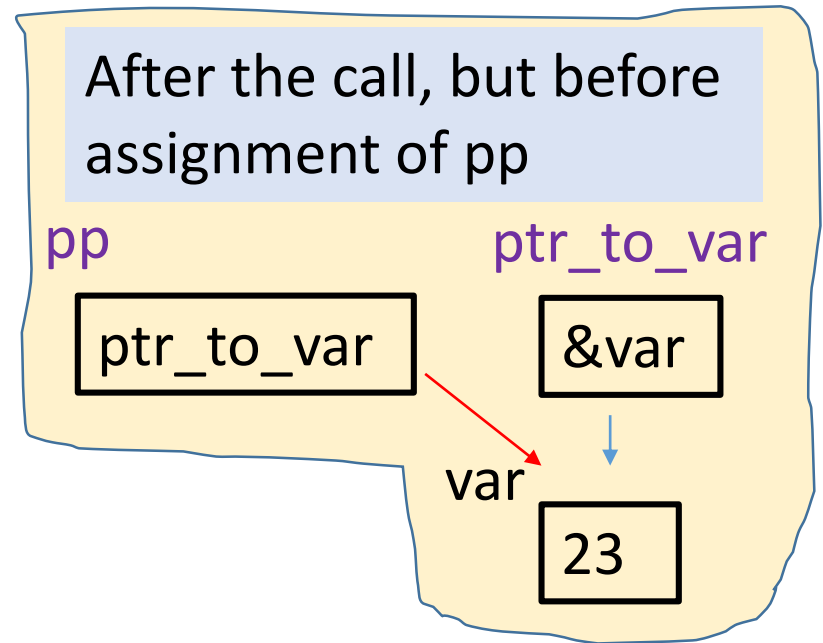 After the call, but before
assignment of pp
pp
ptr_to_var
ptr_to_var
&var
var
23